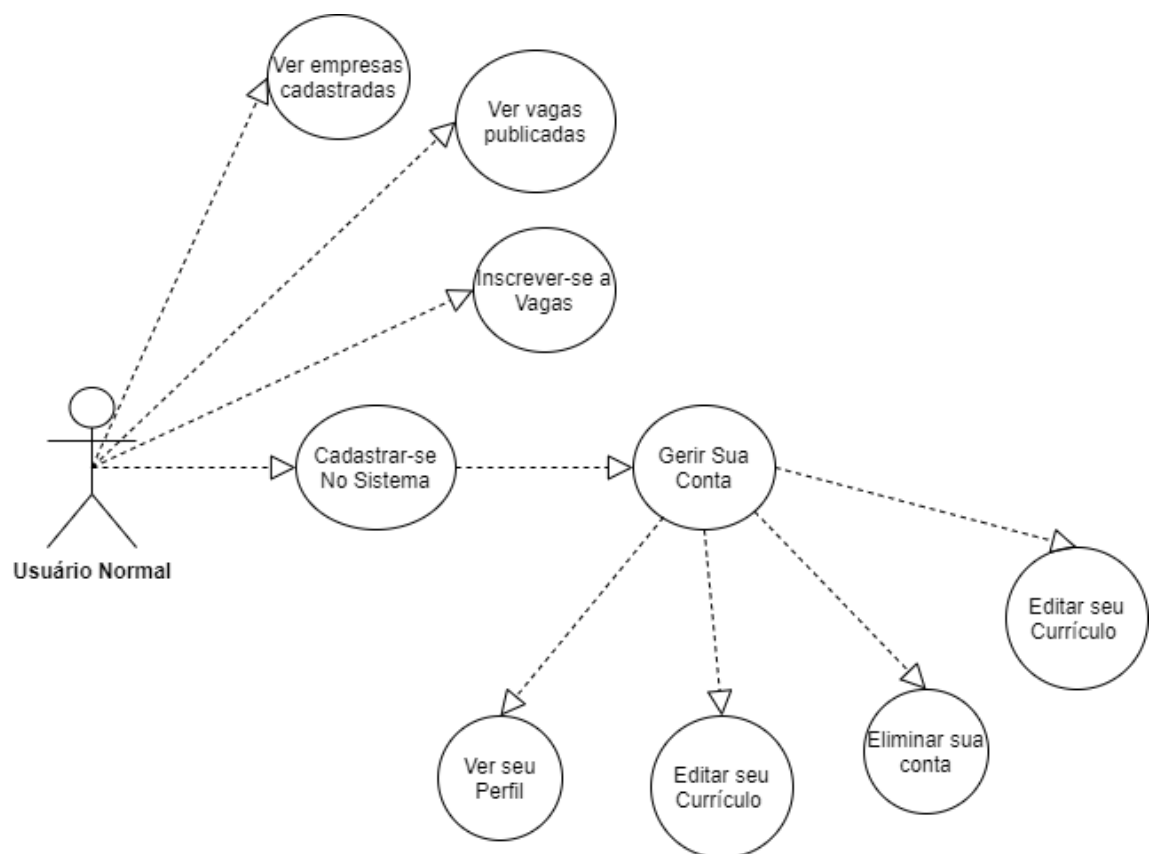 Ver empresas
cadastradas
Ver vagas
publicadas
Inscrever-se a
Vagas
Cadastrar-se
No Sistema
Gerir Sua
Conta
Usuário Normal
Editar seu
Currículo
Ver seu
Perfil
Editar seu
Currículo
Eliminar sua
conta